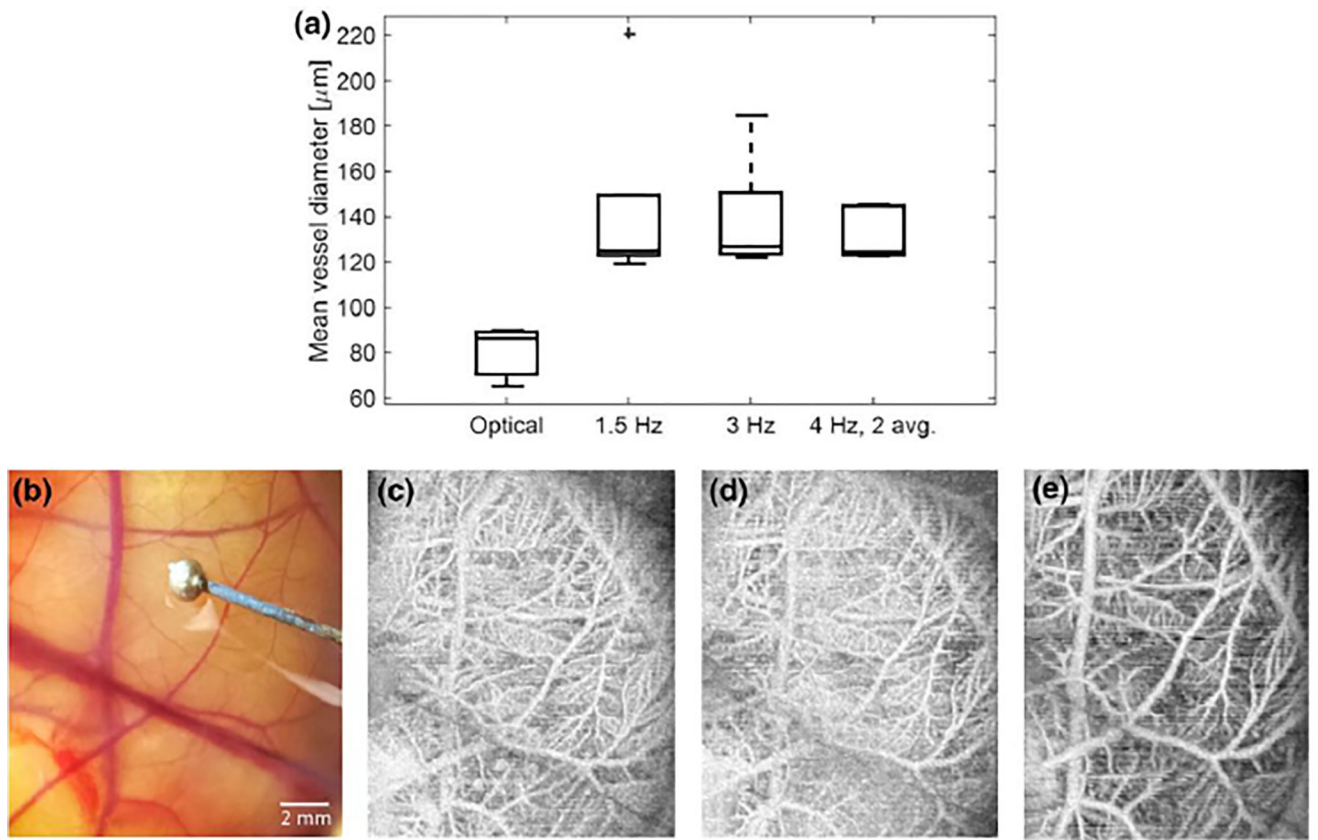 (a)
220
200
180
160
140
120
100
80
60
Mean vessel diameter [μm]
Optical 1.5 Hz 3 Hz 4 Hz, 2 avg.
(b) (c) (d) (e)
2 mm